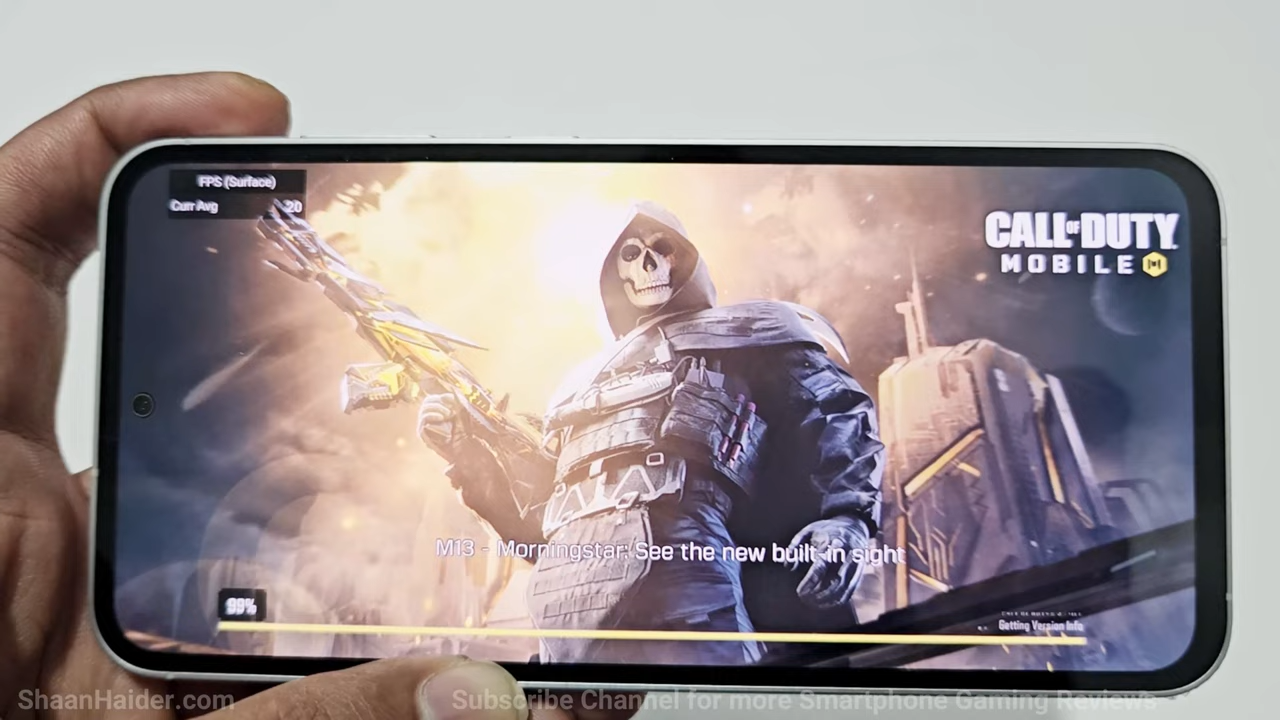 FPS (Surface)
Curr Avg 20
CALL OF DUTY
MOBILE
M13 - Morningstar: See the new built-in sight
99%
Getting Version Info
ShaanHaider.com
Subscribe Channel for more Smartphone Gaming Reviews